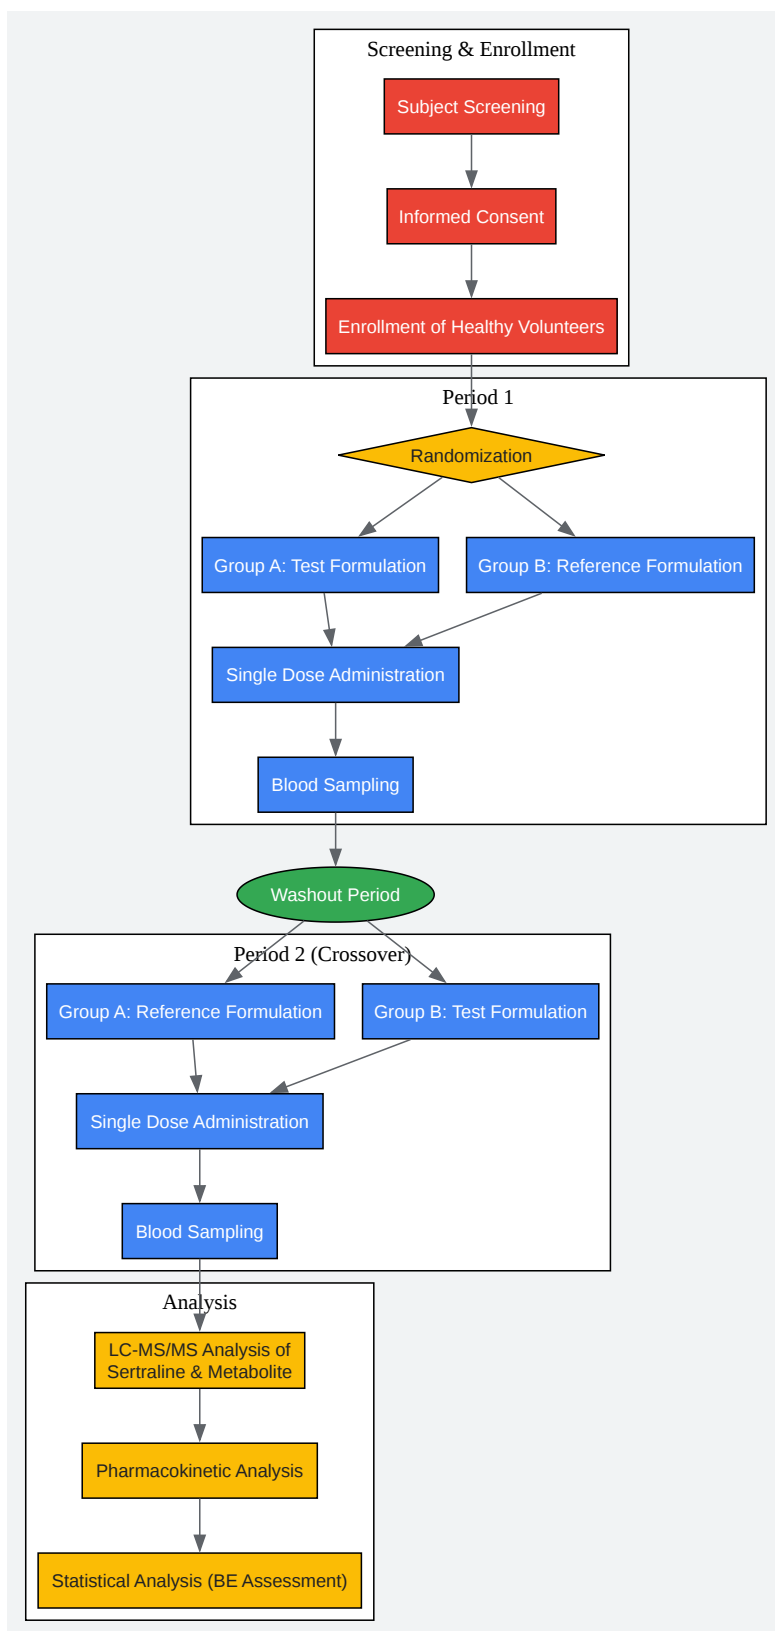 Screening & Enrollment
Subject Screening
Informed Consent
Enrollment of Healthy Volunteers
Period 1
Randomization
Group A: Test Formulation
Group B: Reference Formulation
Single Dose Administration
Blood Sampling
Washout Period
Period 2 (Crossover)
Group A: Reference Formulation
Group B: Test Formulation
Single Dose Administration
Blood Sampling
Analysis
LC-MS/MS Analysis of
Sertraline & Metabolite
Pharmacokinetic Analysis
Statistical Analysis (BE Assessment)